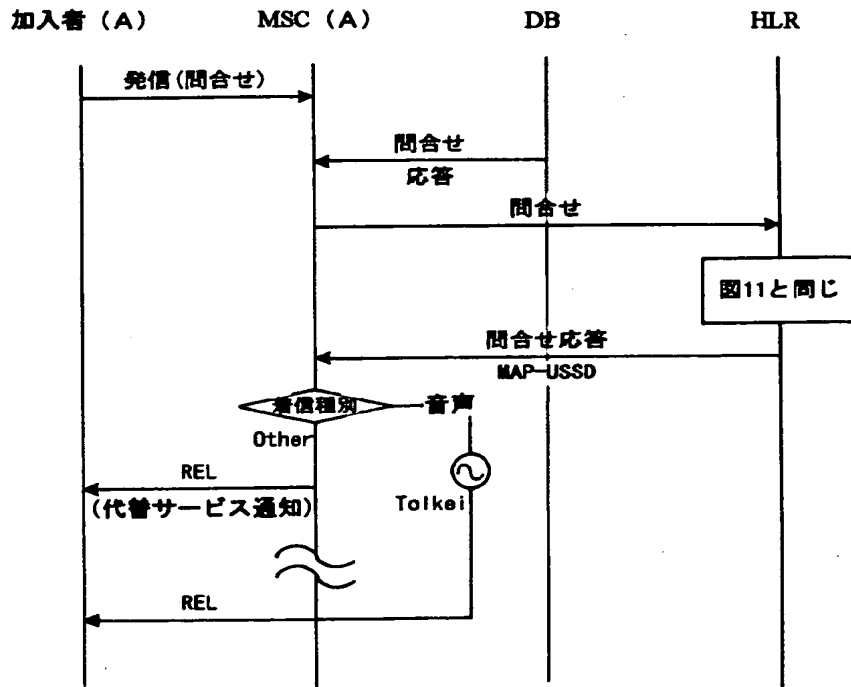 加入者（A） MSC（A） DB HLR
発信(問合せ)
問合せ
応答
問合せ
図11と同じ
問合せ応答
MAP-USSD
着信種別 音声
Other
REL
(代替サービス通知)
Tolkei
REL